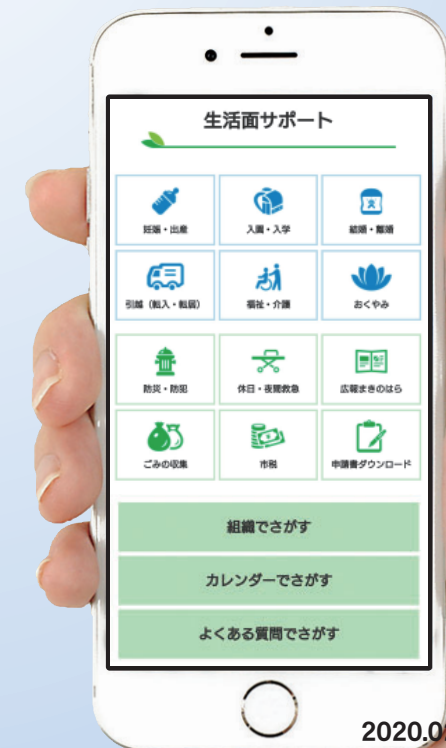 生活面サポート
妊娠・出産
入園・入学
結婚・離婚
引越（転入・転居）
福祉・介護
おくやみ
防災・防犯
休日・夜間救急
広報まきのはら
ごみの収集
市税
申請書ダウンロード
組織でさがす
カレンダーでさがす
よくある質問でさがす
2020.0